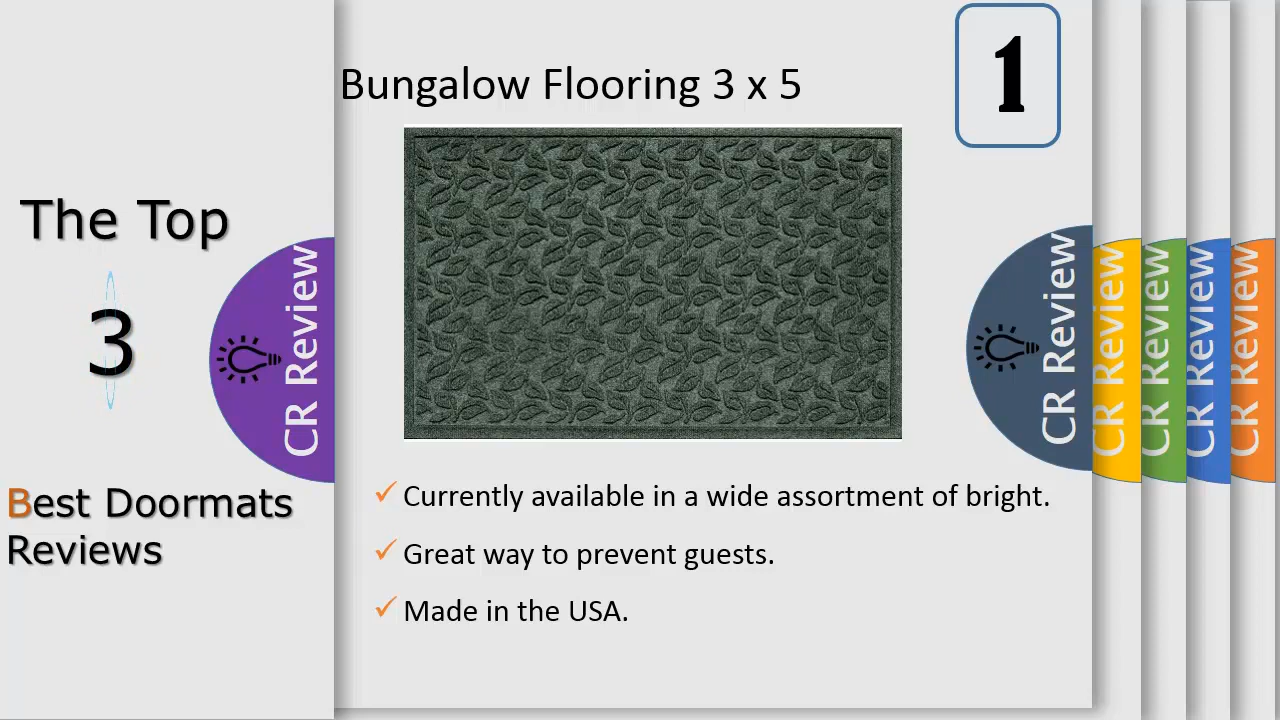 The Top
3
Best Doormats
Reviews
CR Review
Bungalow Flooring 3 x 5
1
Currently available in a wide assortment of bright.
Great way to prevent guests.
Made in the USA.
CR Review
CR Review
CR Review
CR Review
CR Review